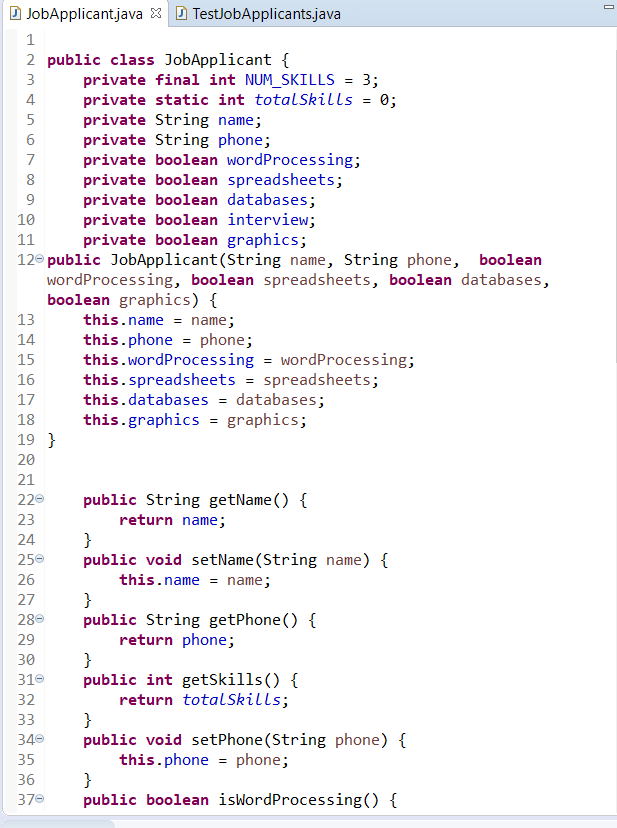 JobApplicant.java TestJobApplicants.java
1
2 public class JobApplicant {
3 private final int NUM_SKILLS = 3;
4 private static int totalSkills = 0;
5 private String name;
6 private String phone;
7 private boolean wordProcessing;
8 private boolean spreadsheets;
9 private boolean databases;
10 private boolean interview;
11 private boolean graphics;
12 public JobApplicant(String name, String phone,  boolean
wordProcessing, boolean spreadsheets, boolean databases,
boolean graphics) {
13 this.name = name;
14 this.phone = phone;
15 this.wordProcessing = wordProcessing;
16 this.spreadsheets = spreadsheets;
17 this.databases = databases;
18 this.graphics = graphics;
19 }
20
21
22 public String getName() {
23 return name;
24 }
25 public void setName(String name) {
26 this.name = name;
27 }
28 public String getPhone() {
29 return phone;
30 }
31 public int getSkills() {
32 return totalSkills;
33 }
34 public void setPhone(String phone) {
35 this.phone = phone;
36 }
37 public boolean isWordProcessing() {